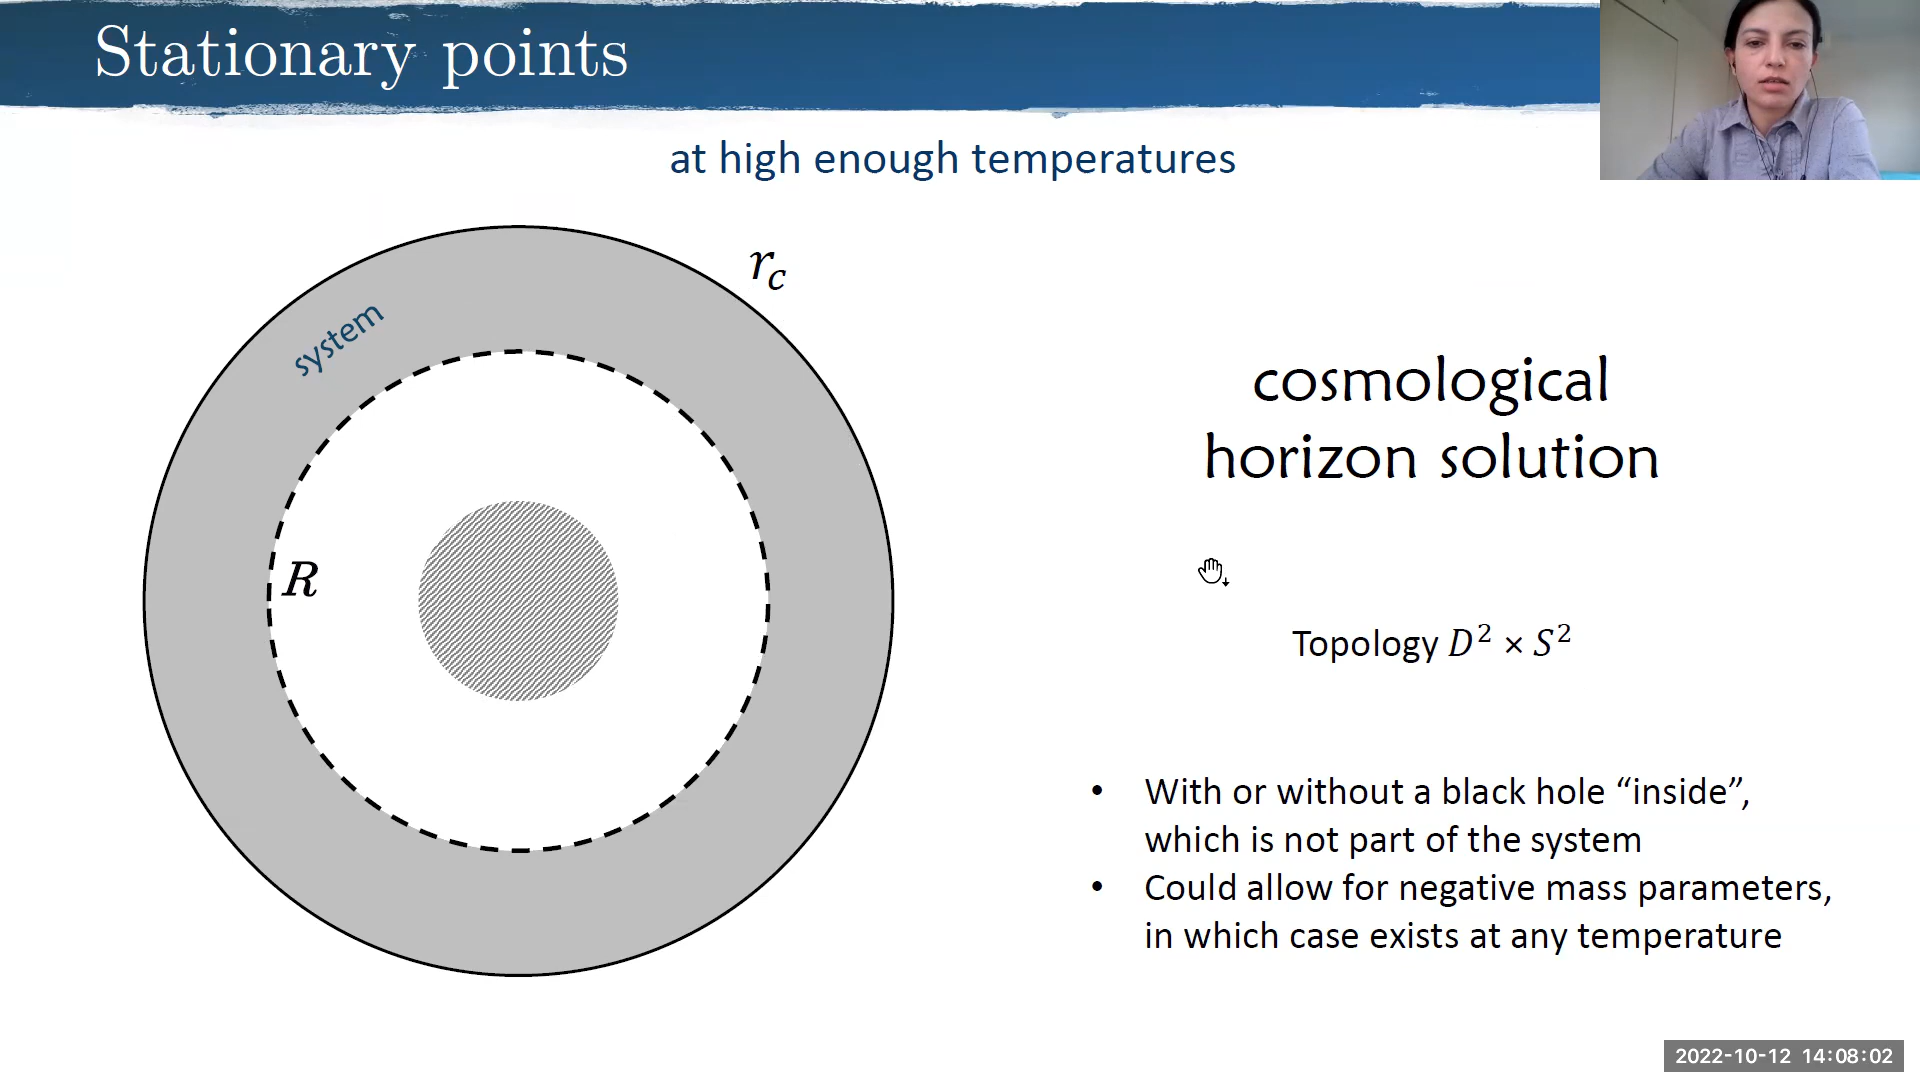 Stationary points
at high enough temperatures
r_c
system
cosmological
horizon solution
R
Topology D² × S²
• With or without a black hole “inside”,
which is not part of the system
• Could allow for negative mass parameters,
in which case exists at any temperature
2022-10-12 14:08:02